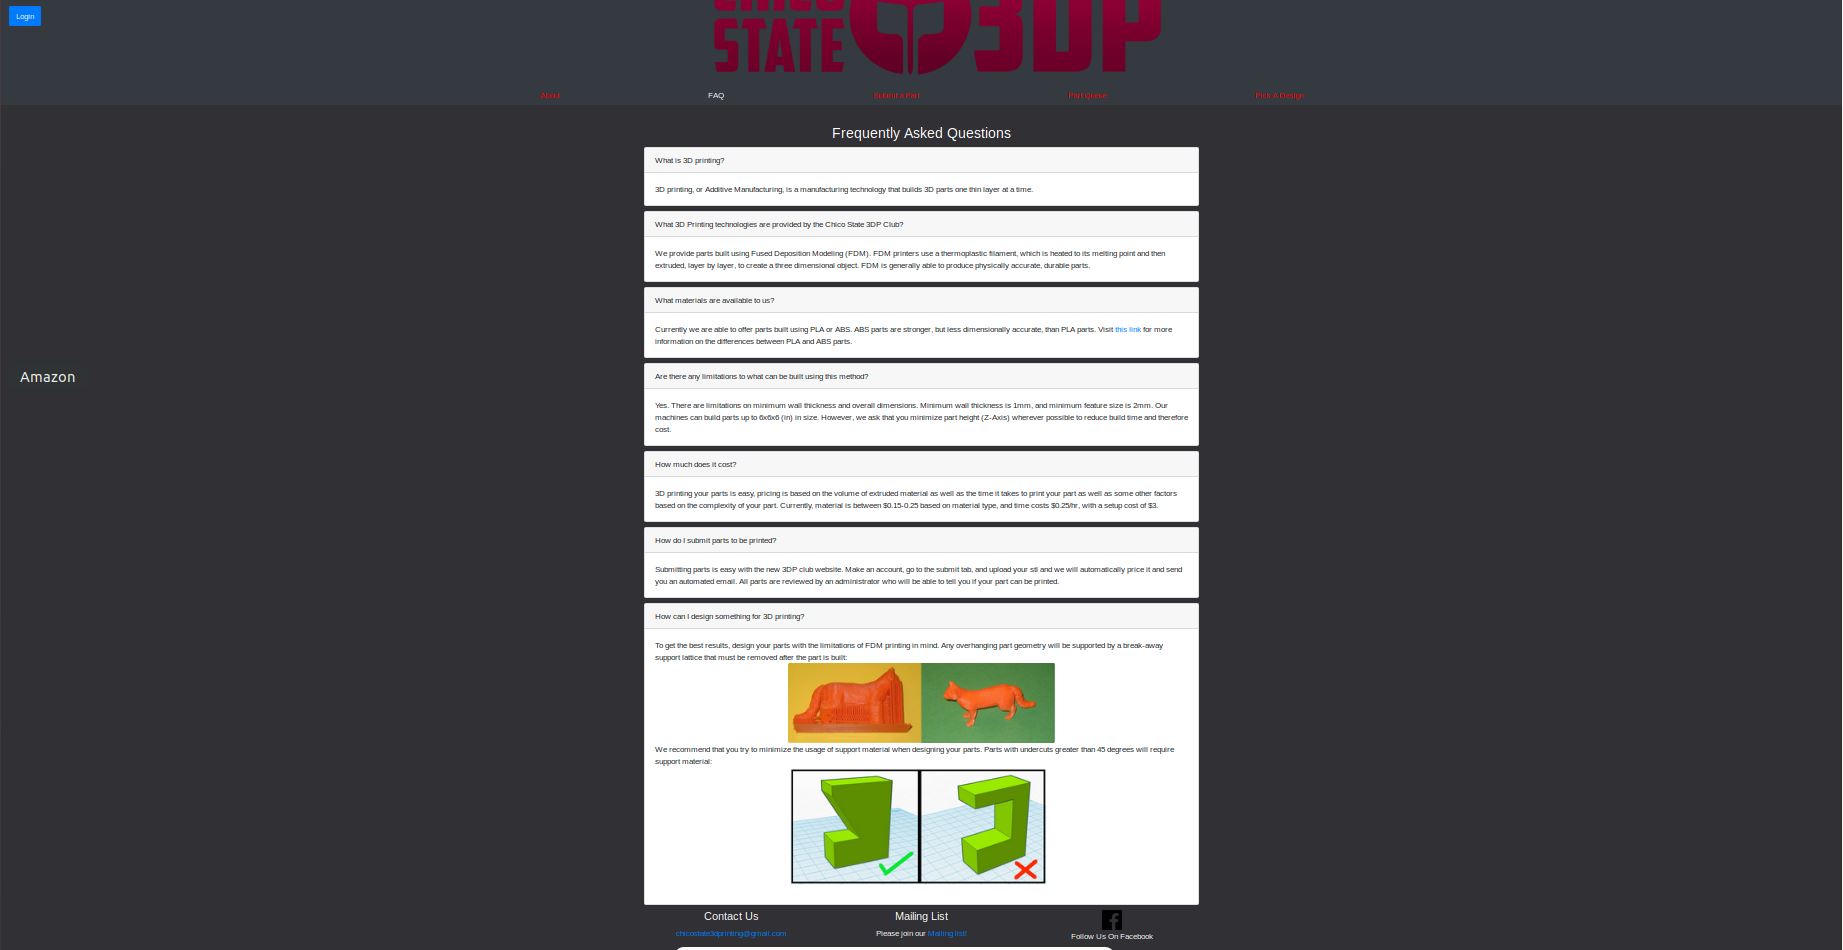 Login
CHICO
STATE
3DP
About
FAQ
Submit a Part
Part Queue
Pick A Design
Frequently Asked Questions
What is 3D printing?
3D printing, or Additive Manufacturing, is a manufacturing technology that builds 3D parts one thin layer at a time.
What 3D Printing technologies are provided by the Chico State 3DP Club?
We provide parts built using Fused Deposition Modeling (FDM). FDM printers use a thermoplastic filament, which is heated to its melting point and then
extruded, layer by layer, to create a three dimensional object. FDM is generally able to produce physically accurate, durable parts.
What materials are available to us?
Currently we are able to offer parts built using PLA or ABS. ABS parts are stronger, but less dimensionally accurate, than PLA parts. Visit this link for more
information on the differences between PLA and ABS parts.
Amazon
Are there any limitations to what can be built using this method?
Yes. There are limitations on minimum wall thickness and overall dimensions. Minimum wall thickness is 1mm, and minimum feature size is 2mm. Our
machines can build parts up to 6x6x6 (in) in size. However, we ask that you minimize part height (Z-Axis) wherever possible to reduce build time and therefore
cost.
How much does it cost?
3D printing your parts is easy, pricing is based on the volume of extruded material as well as the time it takes to print your part as well as some other factors
based on the complexity of your part. Currently, material is between $0.15-0.25 based on material type, and time costs $0.25/hr, with a setup cost of $3.
How do I submit parts to be printed?
Submitting parts is easy with the new 3DP club website. Make an account, go to the submit tab, and upload your stl and we will automatically price it and send
you an automated email. All parts are reviewed by an administrator who will be able to tell you if your part can be printed.
How can I design something for 3D printing?
To get the best results, design your parts with the limitations of FDM printing in mind. Any overhanging part geometry will be supported by a break-away
support lattice that must be removed after the part is built:
We recommend that you try to minimize the usage of support material when designing your parts. Parts with undercuts greater than 45 degrees will require
support material:
Contact Us
chicostate3dprinting@gmail.com
Mailing List
Please join our Mailing list!
Follow Us On Facebook